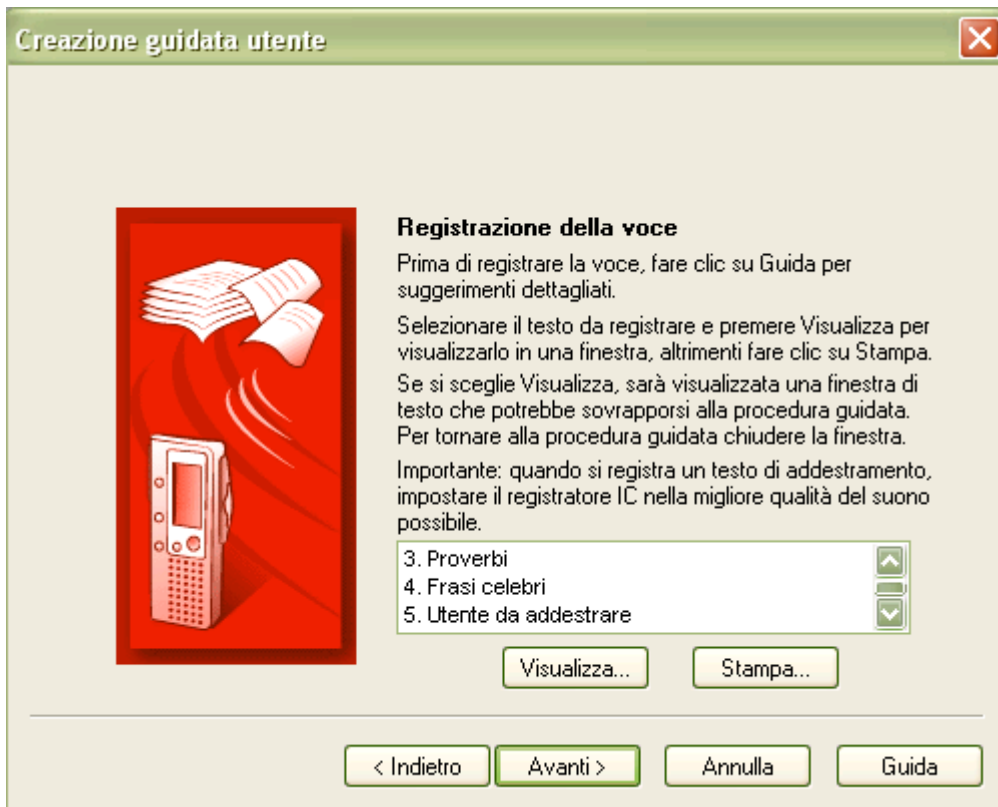 Creazione guidata utente
Registrazione della voce
Prima di registrare la voce, fare clic su Guida per
suggerimenti dettagliati.
Selezionare il testo da registrare e premere Visualizza per
visualizzarlo in una finestra, altrimenti fare clic su Stampa.
Se si sceglie Visualizza, sarà visualizzata una finestra di
testo che potrebbe sovrapporsi alla procedura guidata.
Per tornare alla procedura guidata chiudere la finestra.
Importante: quando si registra un testo di addestramento,
impostare il registratore IC nella migliore qualità del suono
possibile.
3. Proverbi
4. Frasi celebri
5. Utente da addestrare
Visualizza... Stampa...
< Indietro Avanti > Annulla Guida